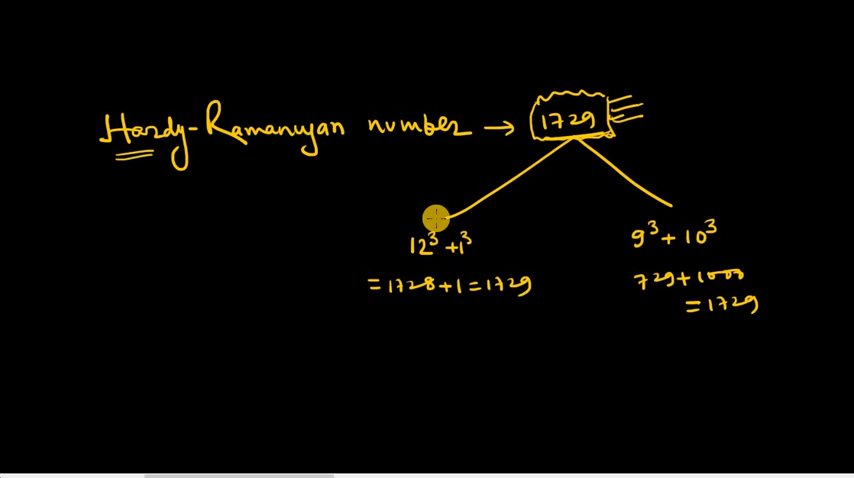 Hardy-Ramanujan number → 1729
12³ + 1³
9³ + 10³
= 1728 + 1 = 1729
729 + 1000
= 1729